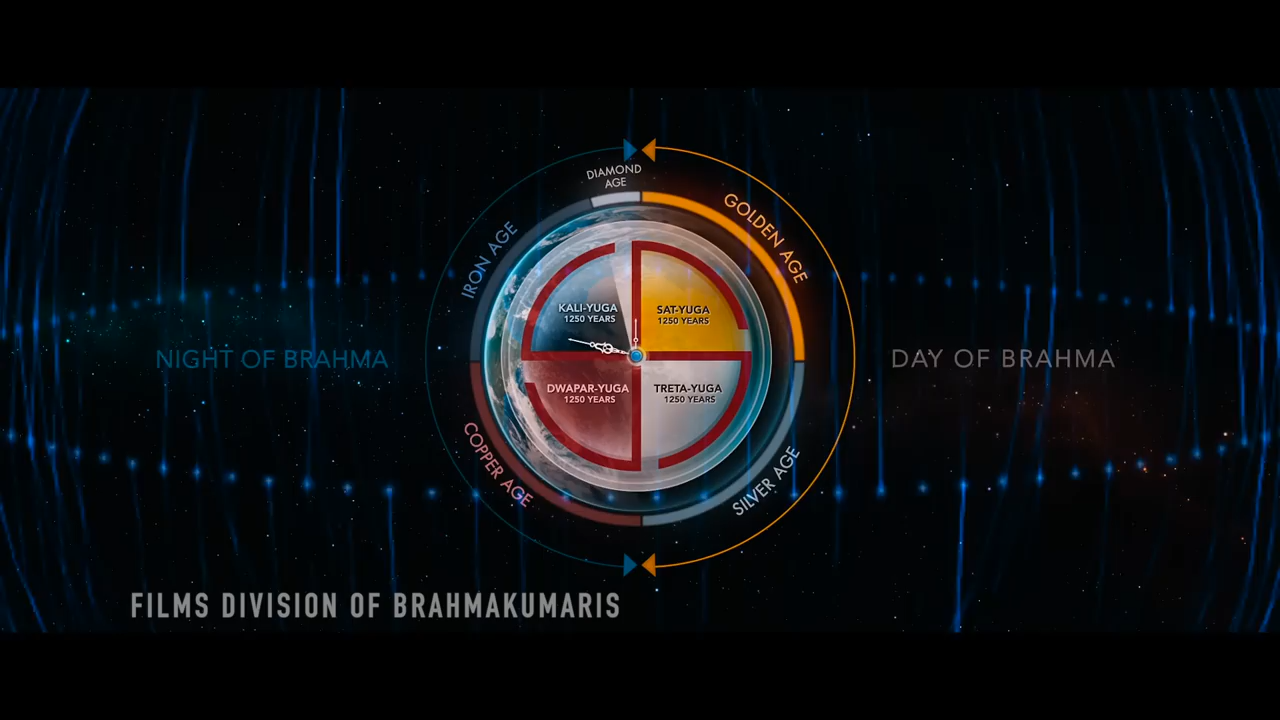 DIAMOND
AGE
GOLDEN AGE
IRON AGE
KALI-YUGA
1250 YEARS
SAT-YUGA
1250 YEARS
NIGHT OF BRAHMA
DAY OF BRAHMA
DWAPAR-YUGA
1250 YEARS
TRETA-YUGA
1250 YEARS
COPPER AGE
SILVER AGE
FILMS DIVISION OF BRAHMAKUMARIS